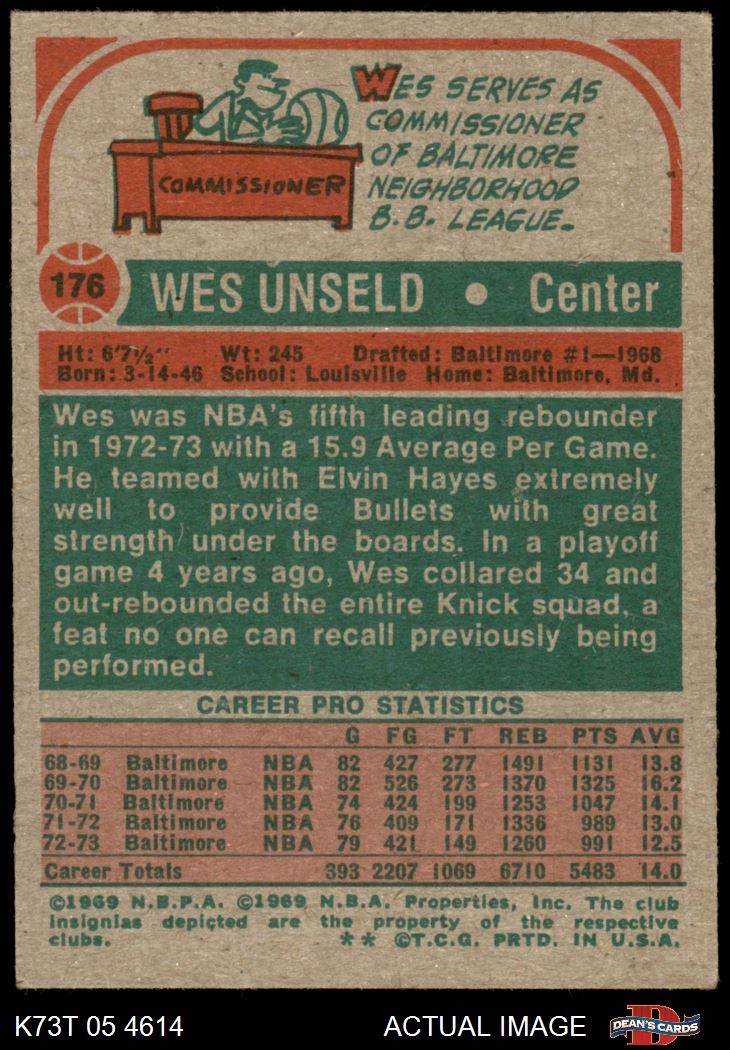 WES SERVES AS
COMMISSIONER
OF BALTIMORE
NEIGHBORHOOD
B.B. LEAGUE.
COMMISSIONER
176 WES UNSELD • Center
Ht: 6'7½" Wt: 245 Drafted: Baltimore #1—1968
Born: 3-14-46 School: Louisville Home: Baltimore, Md.
Wes was NBA's fifth leading rebounder
in 1972-73 with a 15.9 Average Per Game.
He teamed with Elvin Hayes extremely
well to provide Bullets with great
strength under the boards. In a playoff
game 4 years ago, Wes collared 34 and
out-rebounded the entire Knick squad, a
feat no one can recall previously being
performed.
CAREER PRO STATISTICS
G FG FT REB PTS AVG
68-69 Baltimore NBA 82 427 277 1491 1131 13.8
69-70 Baltimore NBA 82 526 273 1370 1325 16.2
70-71 Baltimore NBA 74 424 199 1253 1047 14.1
71-72 Baltimore NBA 76 409 171 1336 989 13.0
72-73 Baltimore NBA 79 421 149 1260 991 12.5
Career Totals 393 2207 1069 6710 5483 14.0
©1969 N.B.P.A. ©1969 N.B.A. Properties, Inc. The club
insignias depicted are the property of the respective
clubs. ** ©T.C.G. PRTD. IN U.S.A.
K73T 05 4614 ACTUAL IMAGE D DEAN'S CARDS